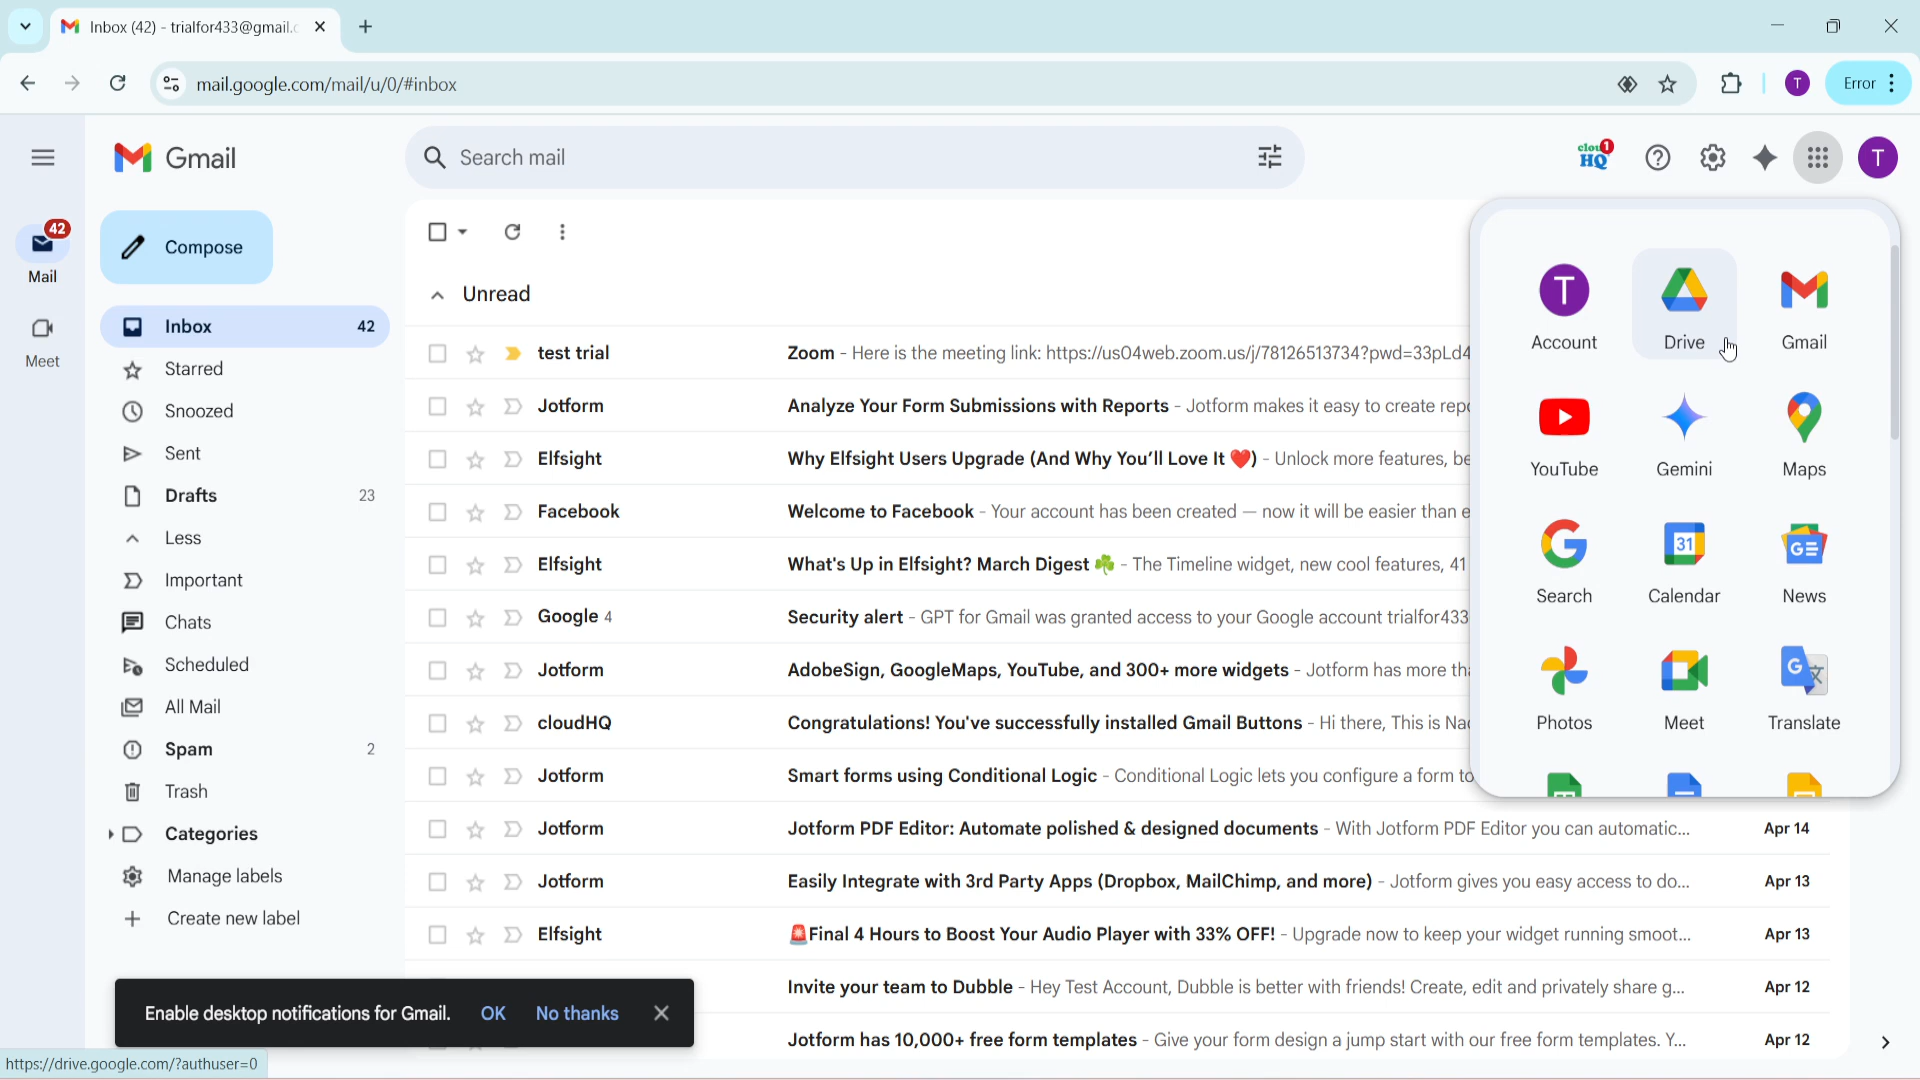 Inbox (42) - trialfor433@gmail.c
mail.google.com/mail/u/0/#inbox
T
Error
Gmail
Search mail
cloudHQ 1
T
42
Mail
Meet
Compose
Inbox 42
Starred
Snoozed
Sent
Drafts 23
Less
Important
Chats
Scheduled
All Mail
Spam 2
Trash
Categories
Manage labels
Create new label
Unread
test trial Zoom - Here is the meeting link: https://us04web.zoom.us/j/78126513734?pwd=33pLd4
Jotform Analyze Your Form Submissions with Reports - Jotform makes it easy to create repo
Elfsight Why Elfsight Users Upgrade (And Why You’ll Love It ❤️) - Unlock more features, be
Facebook Welcome to Facebook - Your account has been created — now it will be easier than e
Elfsight What's Up in Elfsight? March Digest ☘️ - The Timeline widget, new cool features, 41
Google 4 Security alert - GPT for Gmail was granted access to your Google account trialfor433
Jotform AdobeSign, GoogleMaps, YouTube, and 300+ more widgets - Jotform has more tha
cloudHQ Congratulations! You've successfully installed Gmail Buttons - Hi there, This is Nao
Jotform Smart forms using Conditional Logic - Conditional Logic lets you configure a form to
Jotform Jotform PDF Editor: Automate polished & designed documents - With Jotform PDF Editor you can automatic... Apr 14
Jotform Easily Integrate with 3rd Party Apps (Dropbox, MailChimp, and more) - Jotform gives you easy access to do... Apr 13
Elfsight 🚨Final 4 Hours to Boost Your Audio Player with 33% OFF! - Upgrade now to keep your widget running smoot... Apr 13
Invite your team to Dubble - Hey Test Account, Dubble is better with friends! Create, edit and privately share g... Apr 12
Jotform has 10,000+ free form templates - Give your form design a jump start with our free form templates. Y... Apr 12
T
Account Drive Gmail
YouTube Gemini Maps
31
Search Calendar News
Photos Meet Translate
Enable desktop notifications for Gmail. OK No thanks
https://drive.google.com/?authuser=0